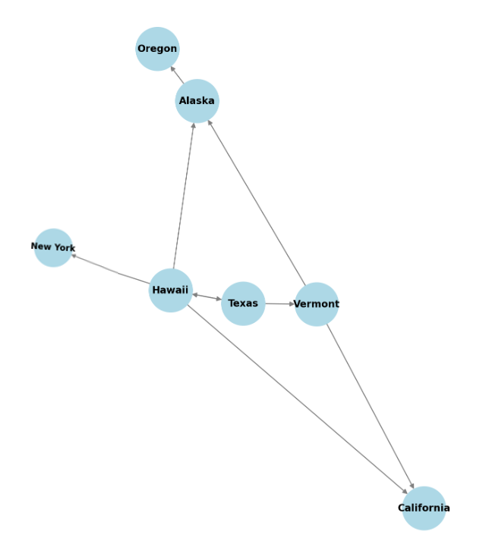 Oregon
Alaska
New York
Hawaii
Texas
Vermont
California